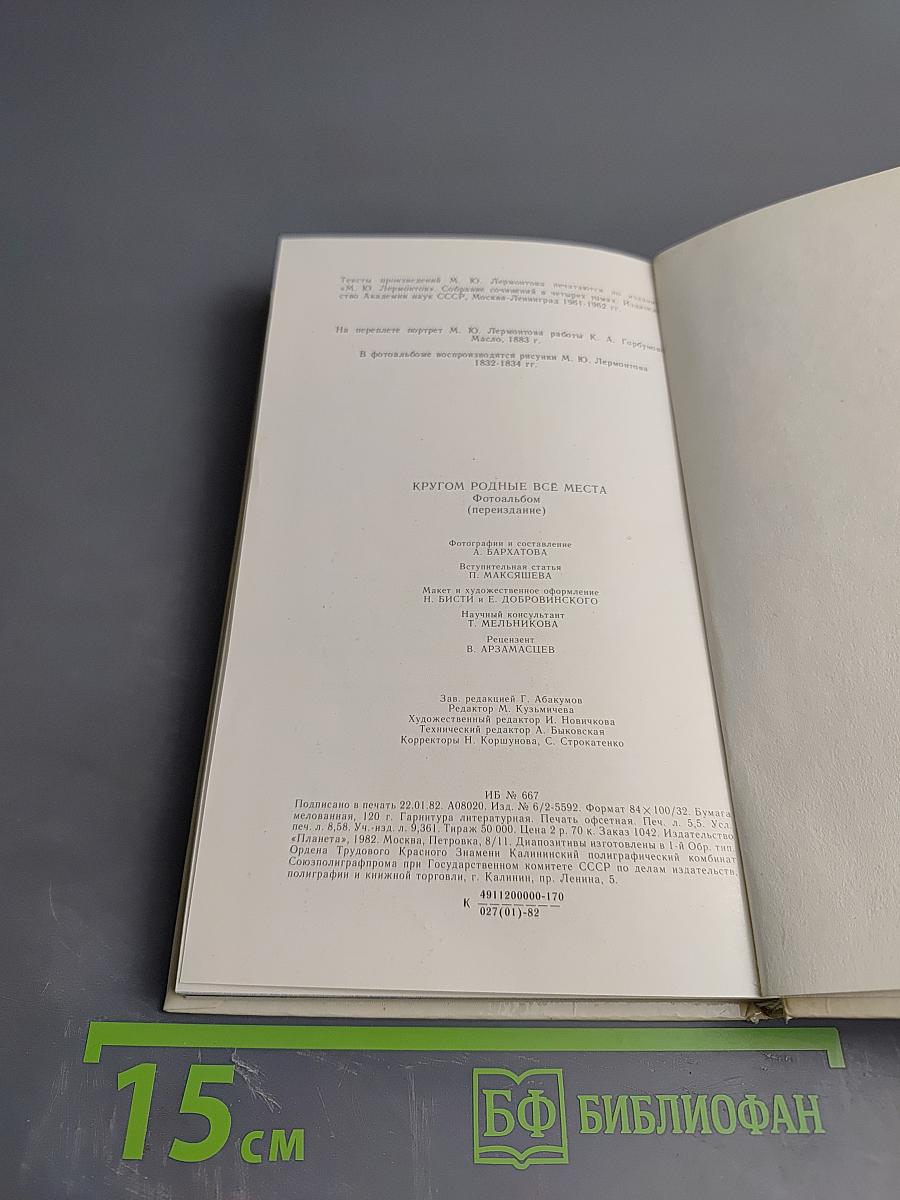 Тексты произведений М. Ю. Лермонтова печатаются по
«М. Ю. Лермонтов». Собрание сочинений в четырех томах.
ство Академии наук СССР, Москва-Ленинград 1961-1962 гг.
На переплете портрет М. Ю. Лермонтова работы К. А. Горбунова
Масло, 1883 г.
В фотоальбоме воспроизводятся рисунки М. Ю. Лермонтова
1832-1834 гг.
КРУГОМ РОДНЫЕ ВСЁ МЕСТА
Фотоальбом
(переиздание)
Фотографии и составление
А. БАРХАТОВА
Вступительная статья
П. МАКСЯШЕВА
Макет и художественное оформление
Н. БИСТИ и Е. ДОБРОВИНСКОГО
Научный консультант
Т. МЕЛЬНИКОВА
Рецензент
В. АРЗАМАСЦЕВ
Зав. редакцией Г. Абакумов
Редактор М. Кузьмичева
Художественный редактор И. Новичкова
Технический редактор А. Быковская
Корректоры Н. Коршунова, С. Строкатенко
ИБ № 667
Подписано в печать 22.01.82. А08020. Изд. № 6/2-5592. Формат 84×100/32. Бумага
мелованная, 120 г. Гарнитура литературная. Печать офсетная. Печ. л. 5,5. Усл.
печ. л. 8,58. Уч.-изд. л. 9,361. Тираж 50 000. Цена 2 р. 70 к. Заказ 1042. Издательство
«Планета», 1982. Москва, Петровка, 8/11. Диапозитивы изготовлены в 1-й Обр. тип.
Ордена Трудового Красного Знамени Калининский полиграфический комбинат
Союзполиграфпрома при Государственном комитете СССР по делам издательств,
полиграфии и книжной торговли, г. Калинин, пр. Ленина, 5.
К 4911200000-170
027(01)-82
15 см
БФ БИБЛИОФАН